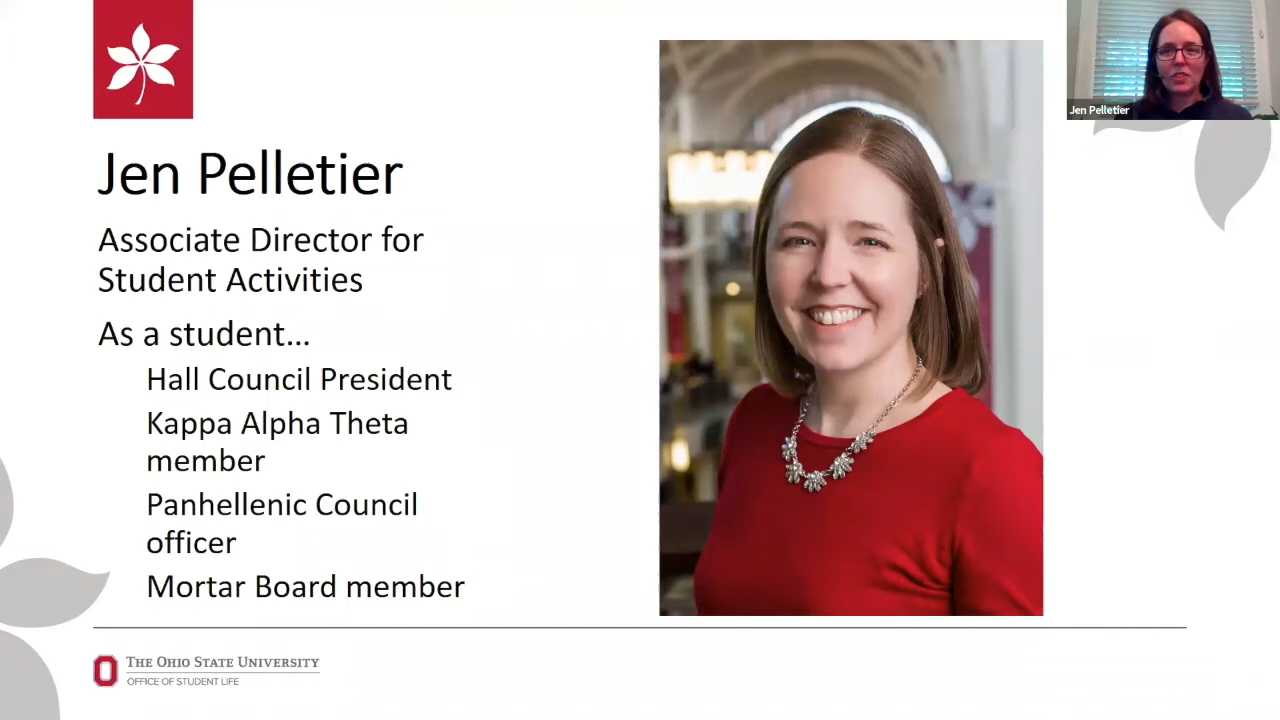 Jen Pelletier
Jen Pelletier
Associate Director for
Student Activities
As a student...
Hall Council President
Kappa Alpha Theta
member
Panhellenic Council
officer
Mortar Board member
THE OHIO STATE UNIVERSITY
OFFICE OF STUDENT LIFE